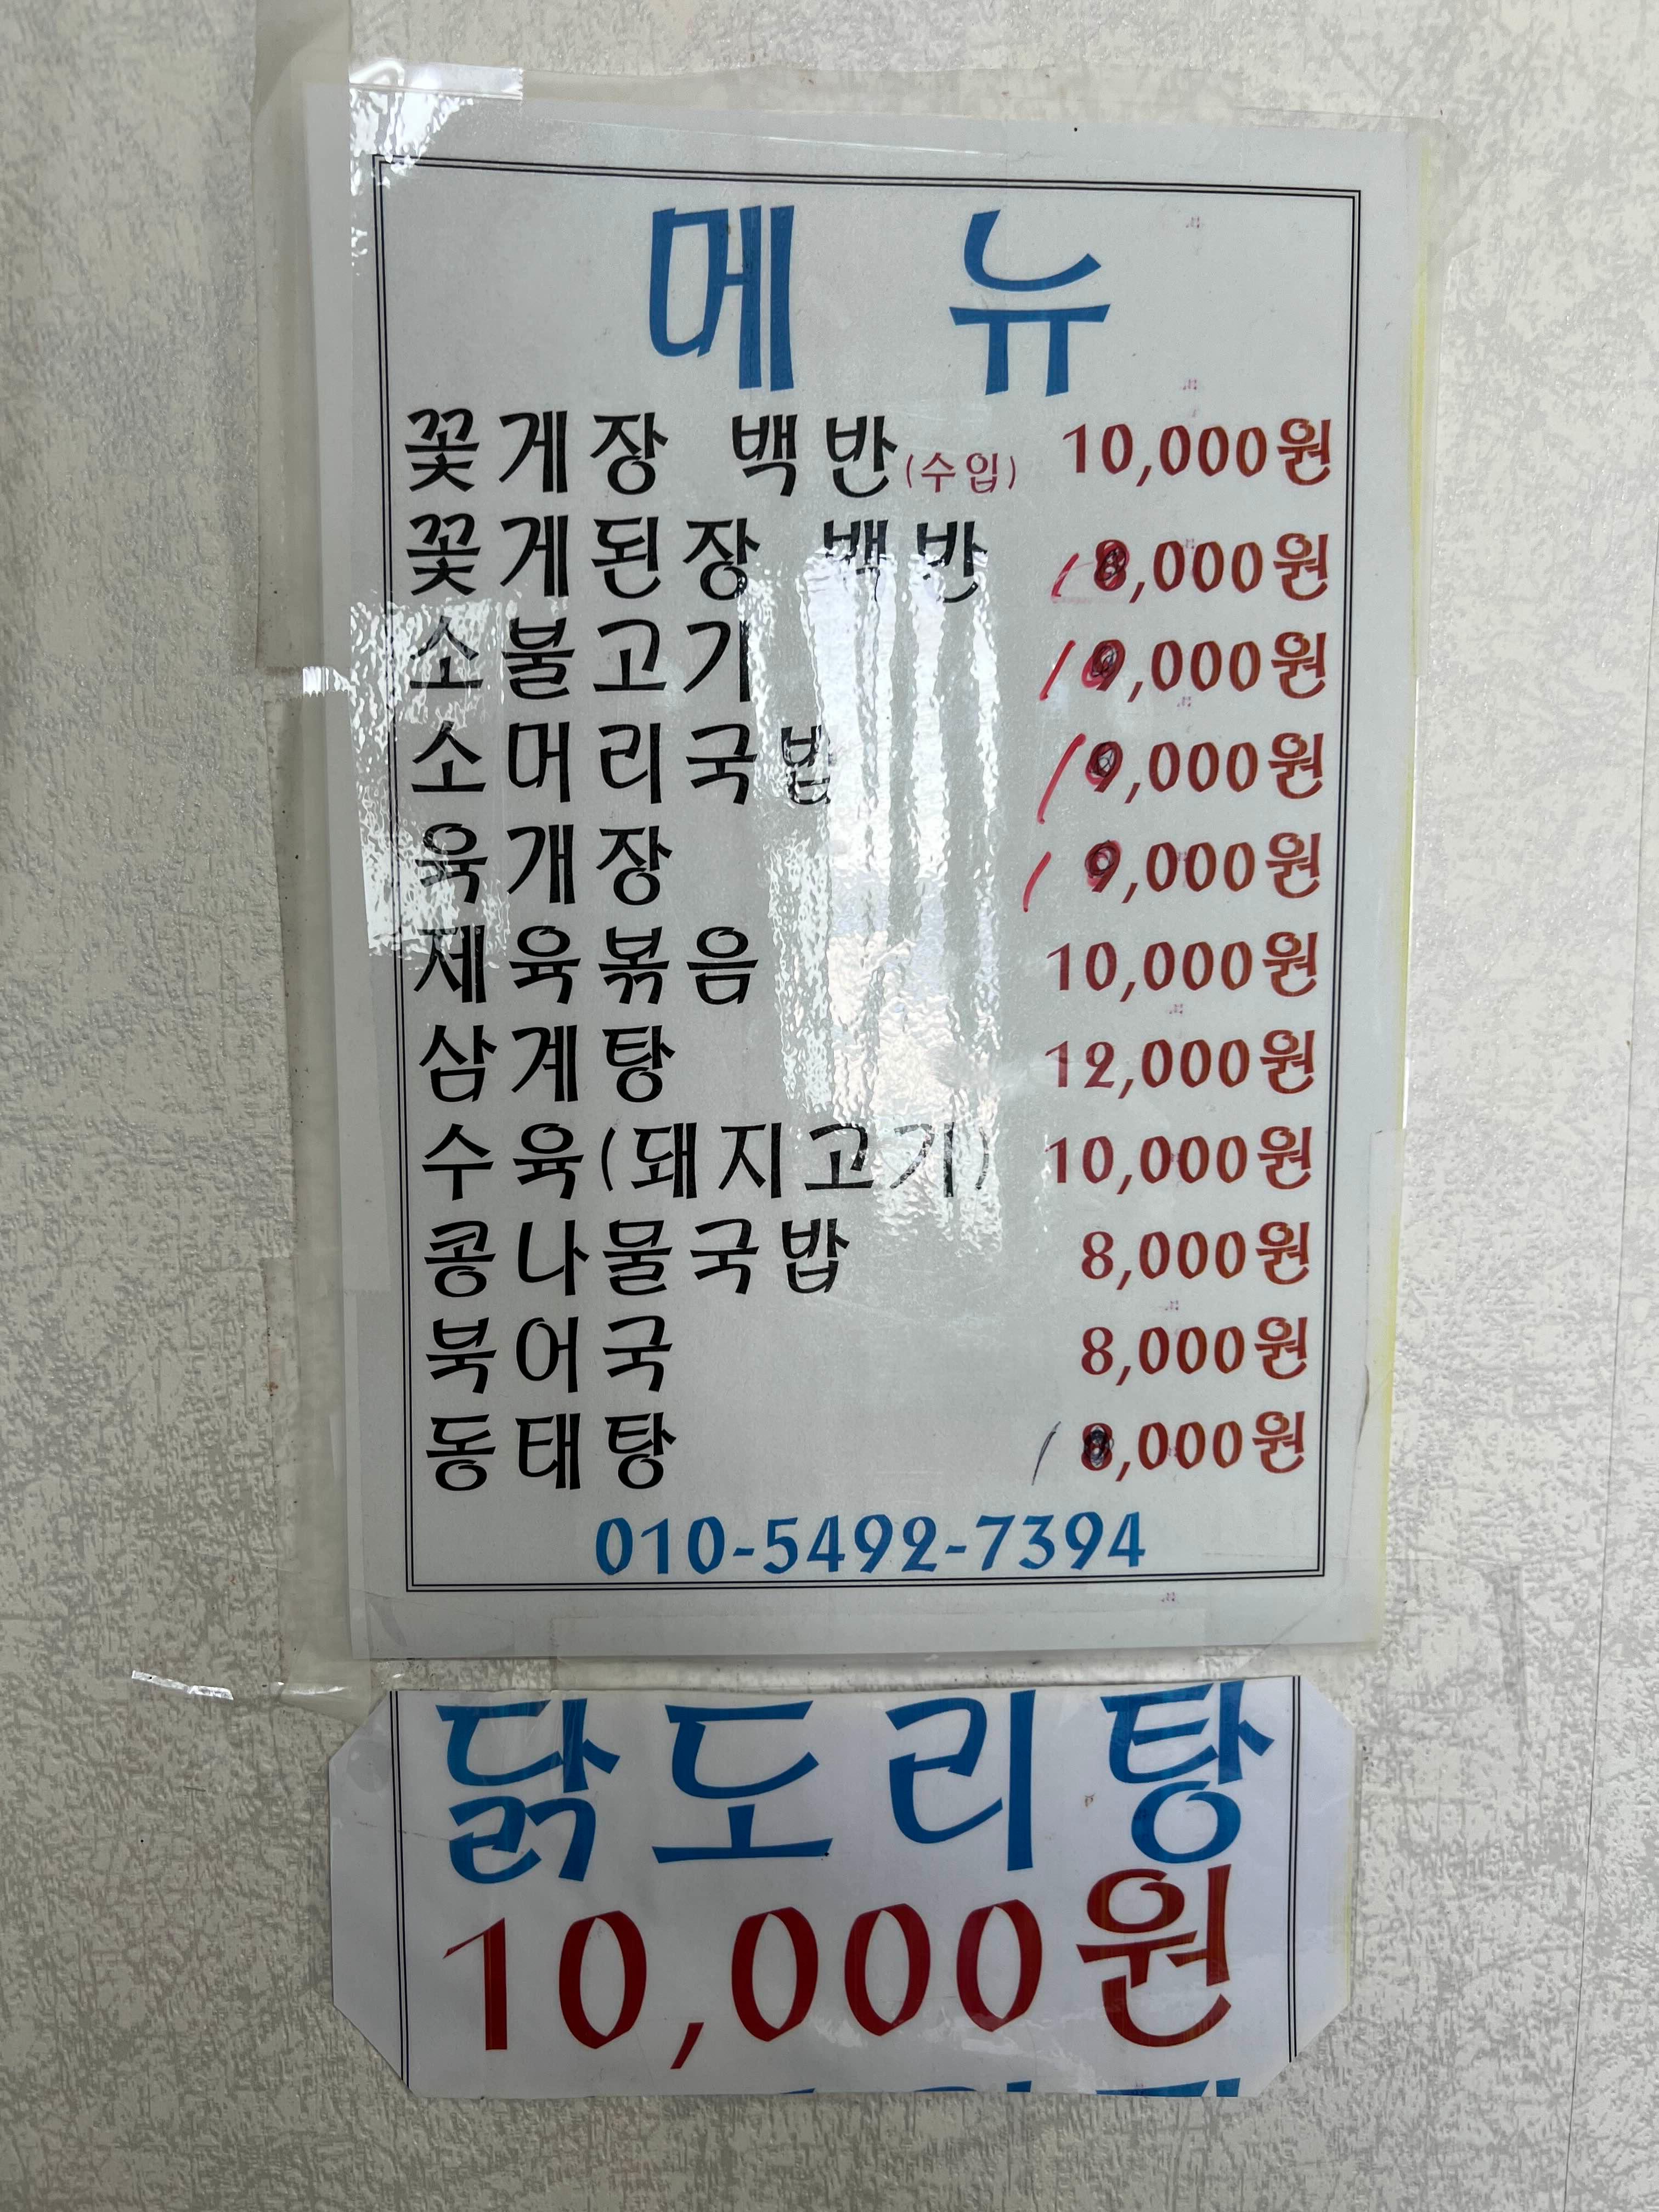 메뉴
꽃게장 백반(수입) 10,000원
꽃게된장 백반 10,000원
소불고기 10,000원
소머리국밥 10,000원
육개장 10,000원
제육볶음 10,000원
삼계탕 12,000원
수육(돼지고기) 10,000원
콩나물국밥 8,000원
북어국 8,000원
동태탕 10,000원
010-5492-7394
닭도리탕
10,000원